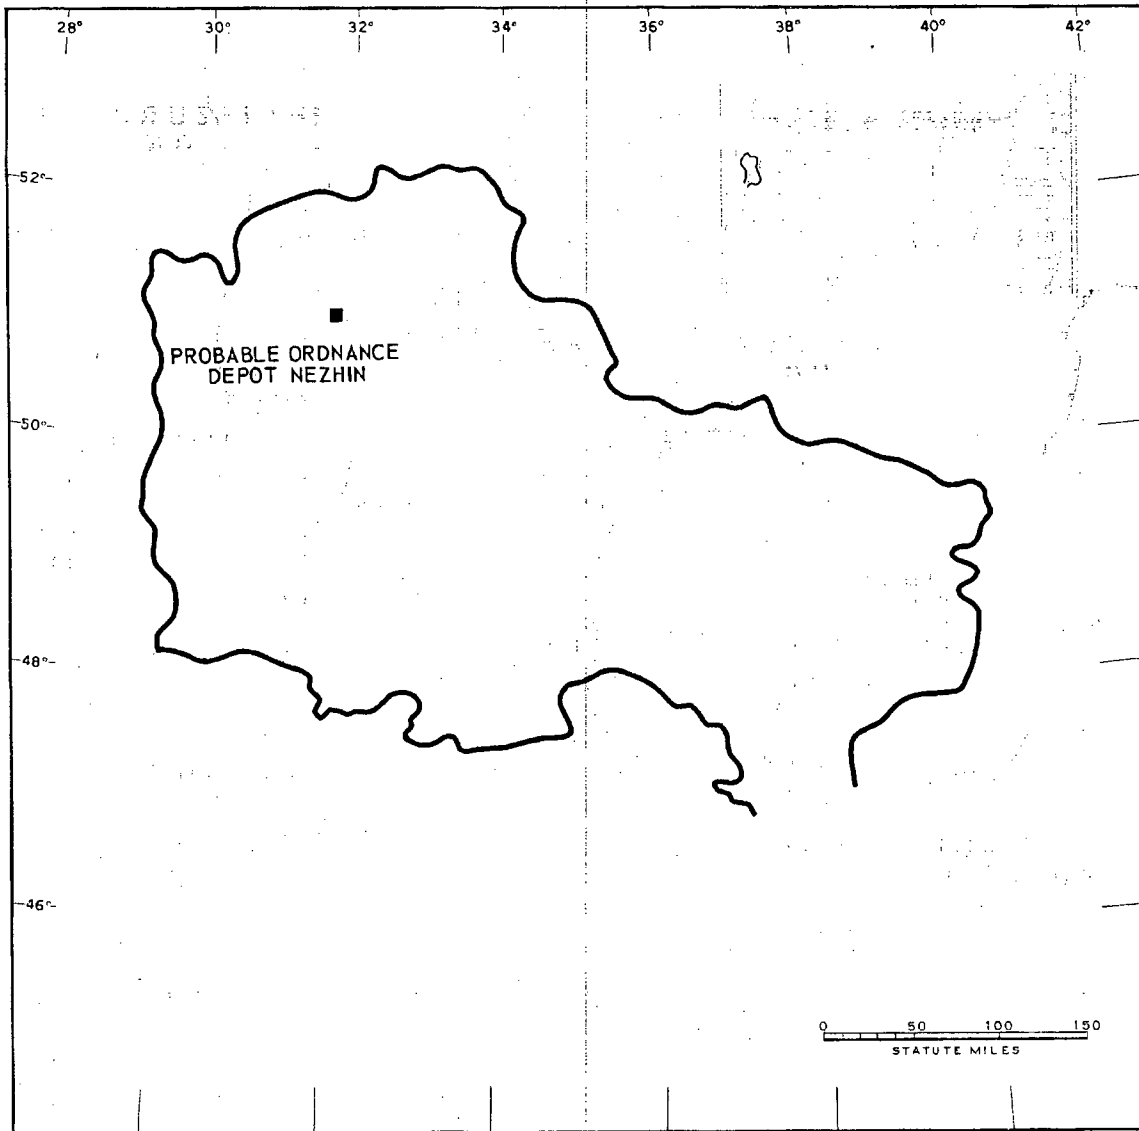 28° 30° 32° 34° 36° 38° 40° 42°
52°
PROBABLE ORDNANCE
DEPOT NEZHIN
50°
48°
46°
0 50 100 150
STATUTE MILES